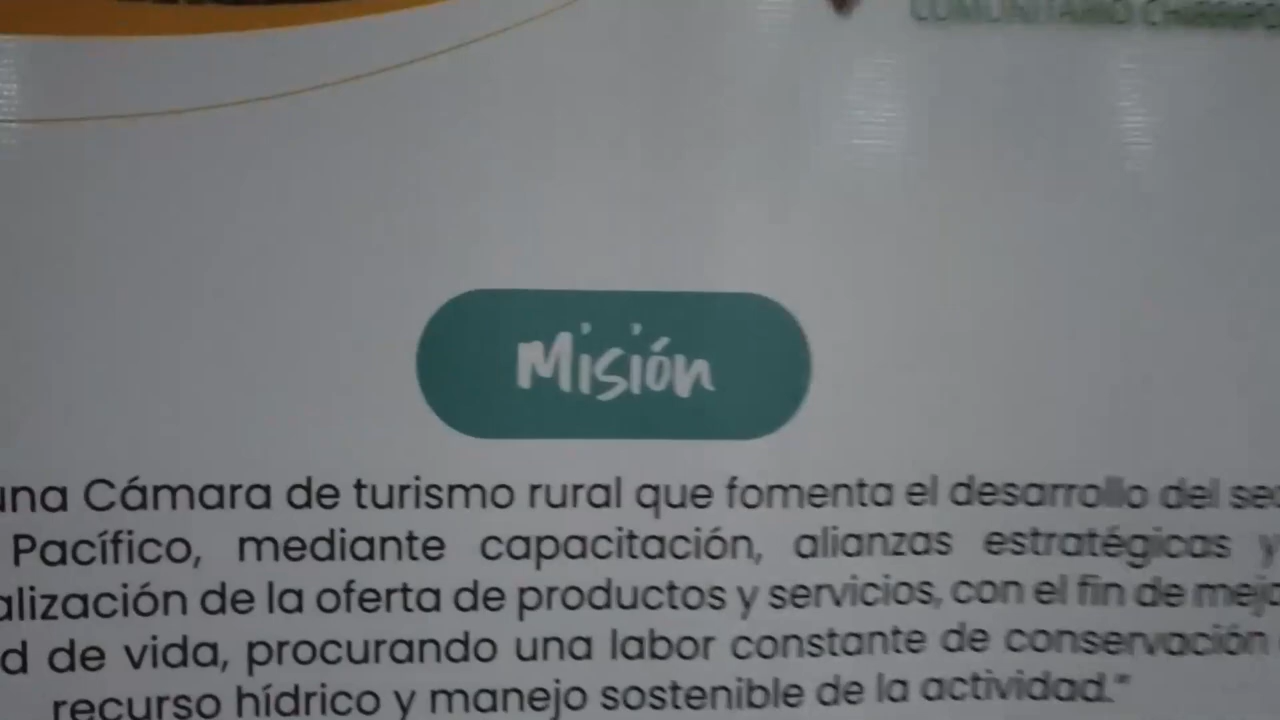 COMUNITARIO
Misión
una Cámara de turismo rural que fomenta el desarrollo del
Pacífico, mediante capacitación, alianzas estratégicas y
de la oferta de productos y servicios, con el fin de
de vida, procurando una labor constante de conservación
recurso hídrico y manejo sostenible de la actividad."